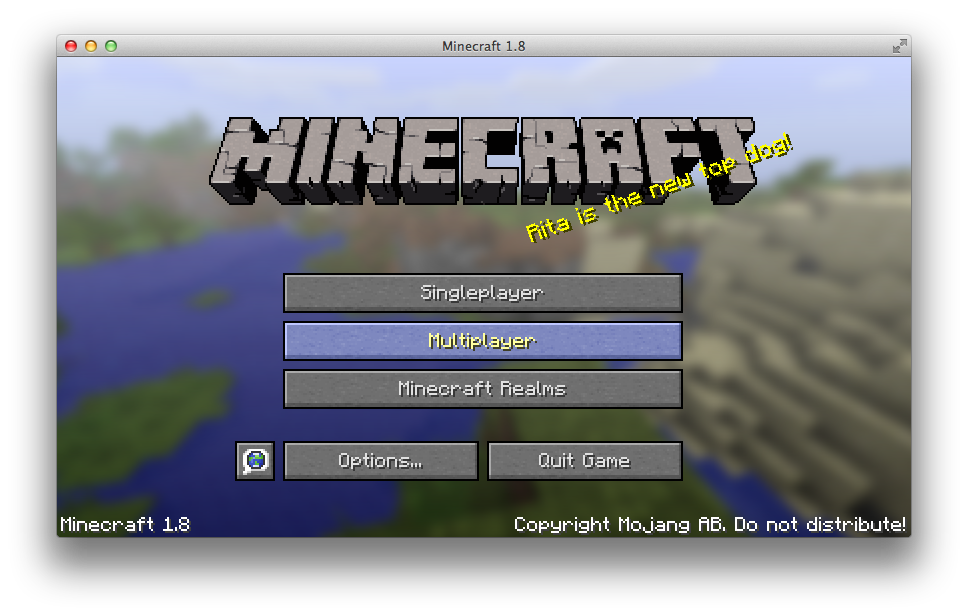 Minecraft 1.8
MINECRAFT
Rita is the new top dog!
Singleplayer
Multiplayer
Minecraft Realms
Options...
Quit Game
Minecraft 1.8
Copyright Mojang AB. Do not distribute!